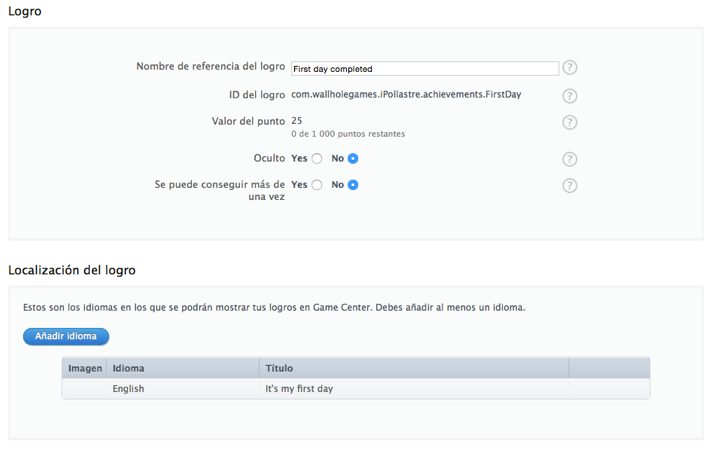 Logro
Nombre de referencia del logro First day completed ?
ID del logro com.wallholegames.iPollastre.achievements.FirstDay ?
Valor del punto 25 ?
0 de 1 000 puntos restantes
Oculto Yes No ?
Se puede conseguir más de Yes No ?
una vez
Localización del logro
Estos son los idiomas en los que se podrán mostrar tus logros en Game Center. Debes añadir al menos un idioma.
Añadir idioma
Imagen Idioma Título
English It's my first day